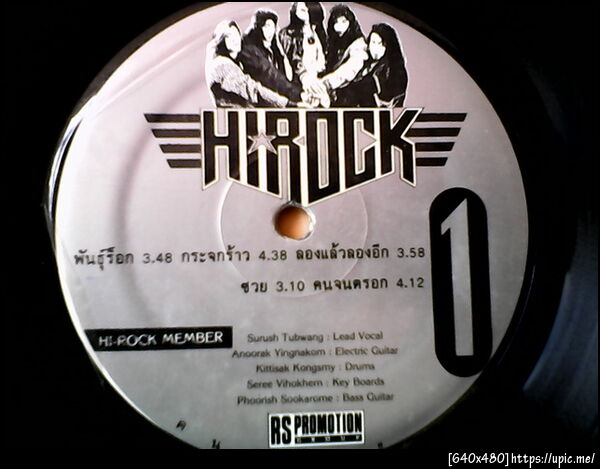 HI★ROCK
พันธุ์ร็อก 3.48 กระจกร้าว 4.38 ลองแล้วลองอีก 3.58
ซวย 3.10 คนจนตรอก 4.12
1
HI-ROCK MEMBER
Surush Tubwang : Lead Vocal
Anoorak Yingnakorn : Electric Guitar
Kittisak Kongsmy : Drums
Seree Vihokhern : Key Boards
Phoorish Sookarome : Bass Guitar
RS PROMOTION
[640x480]https://upic.me/